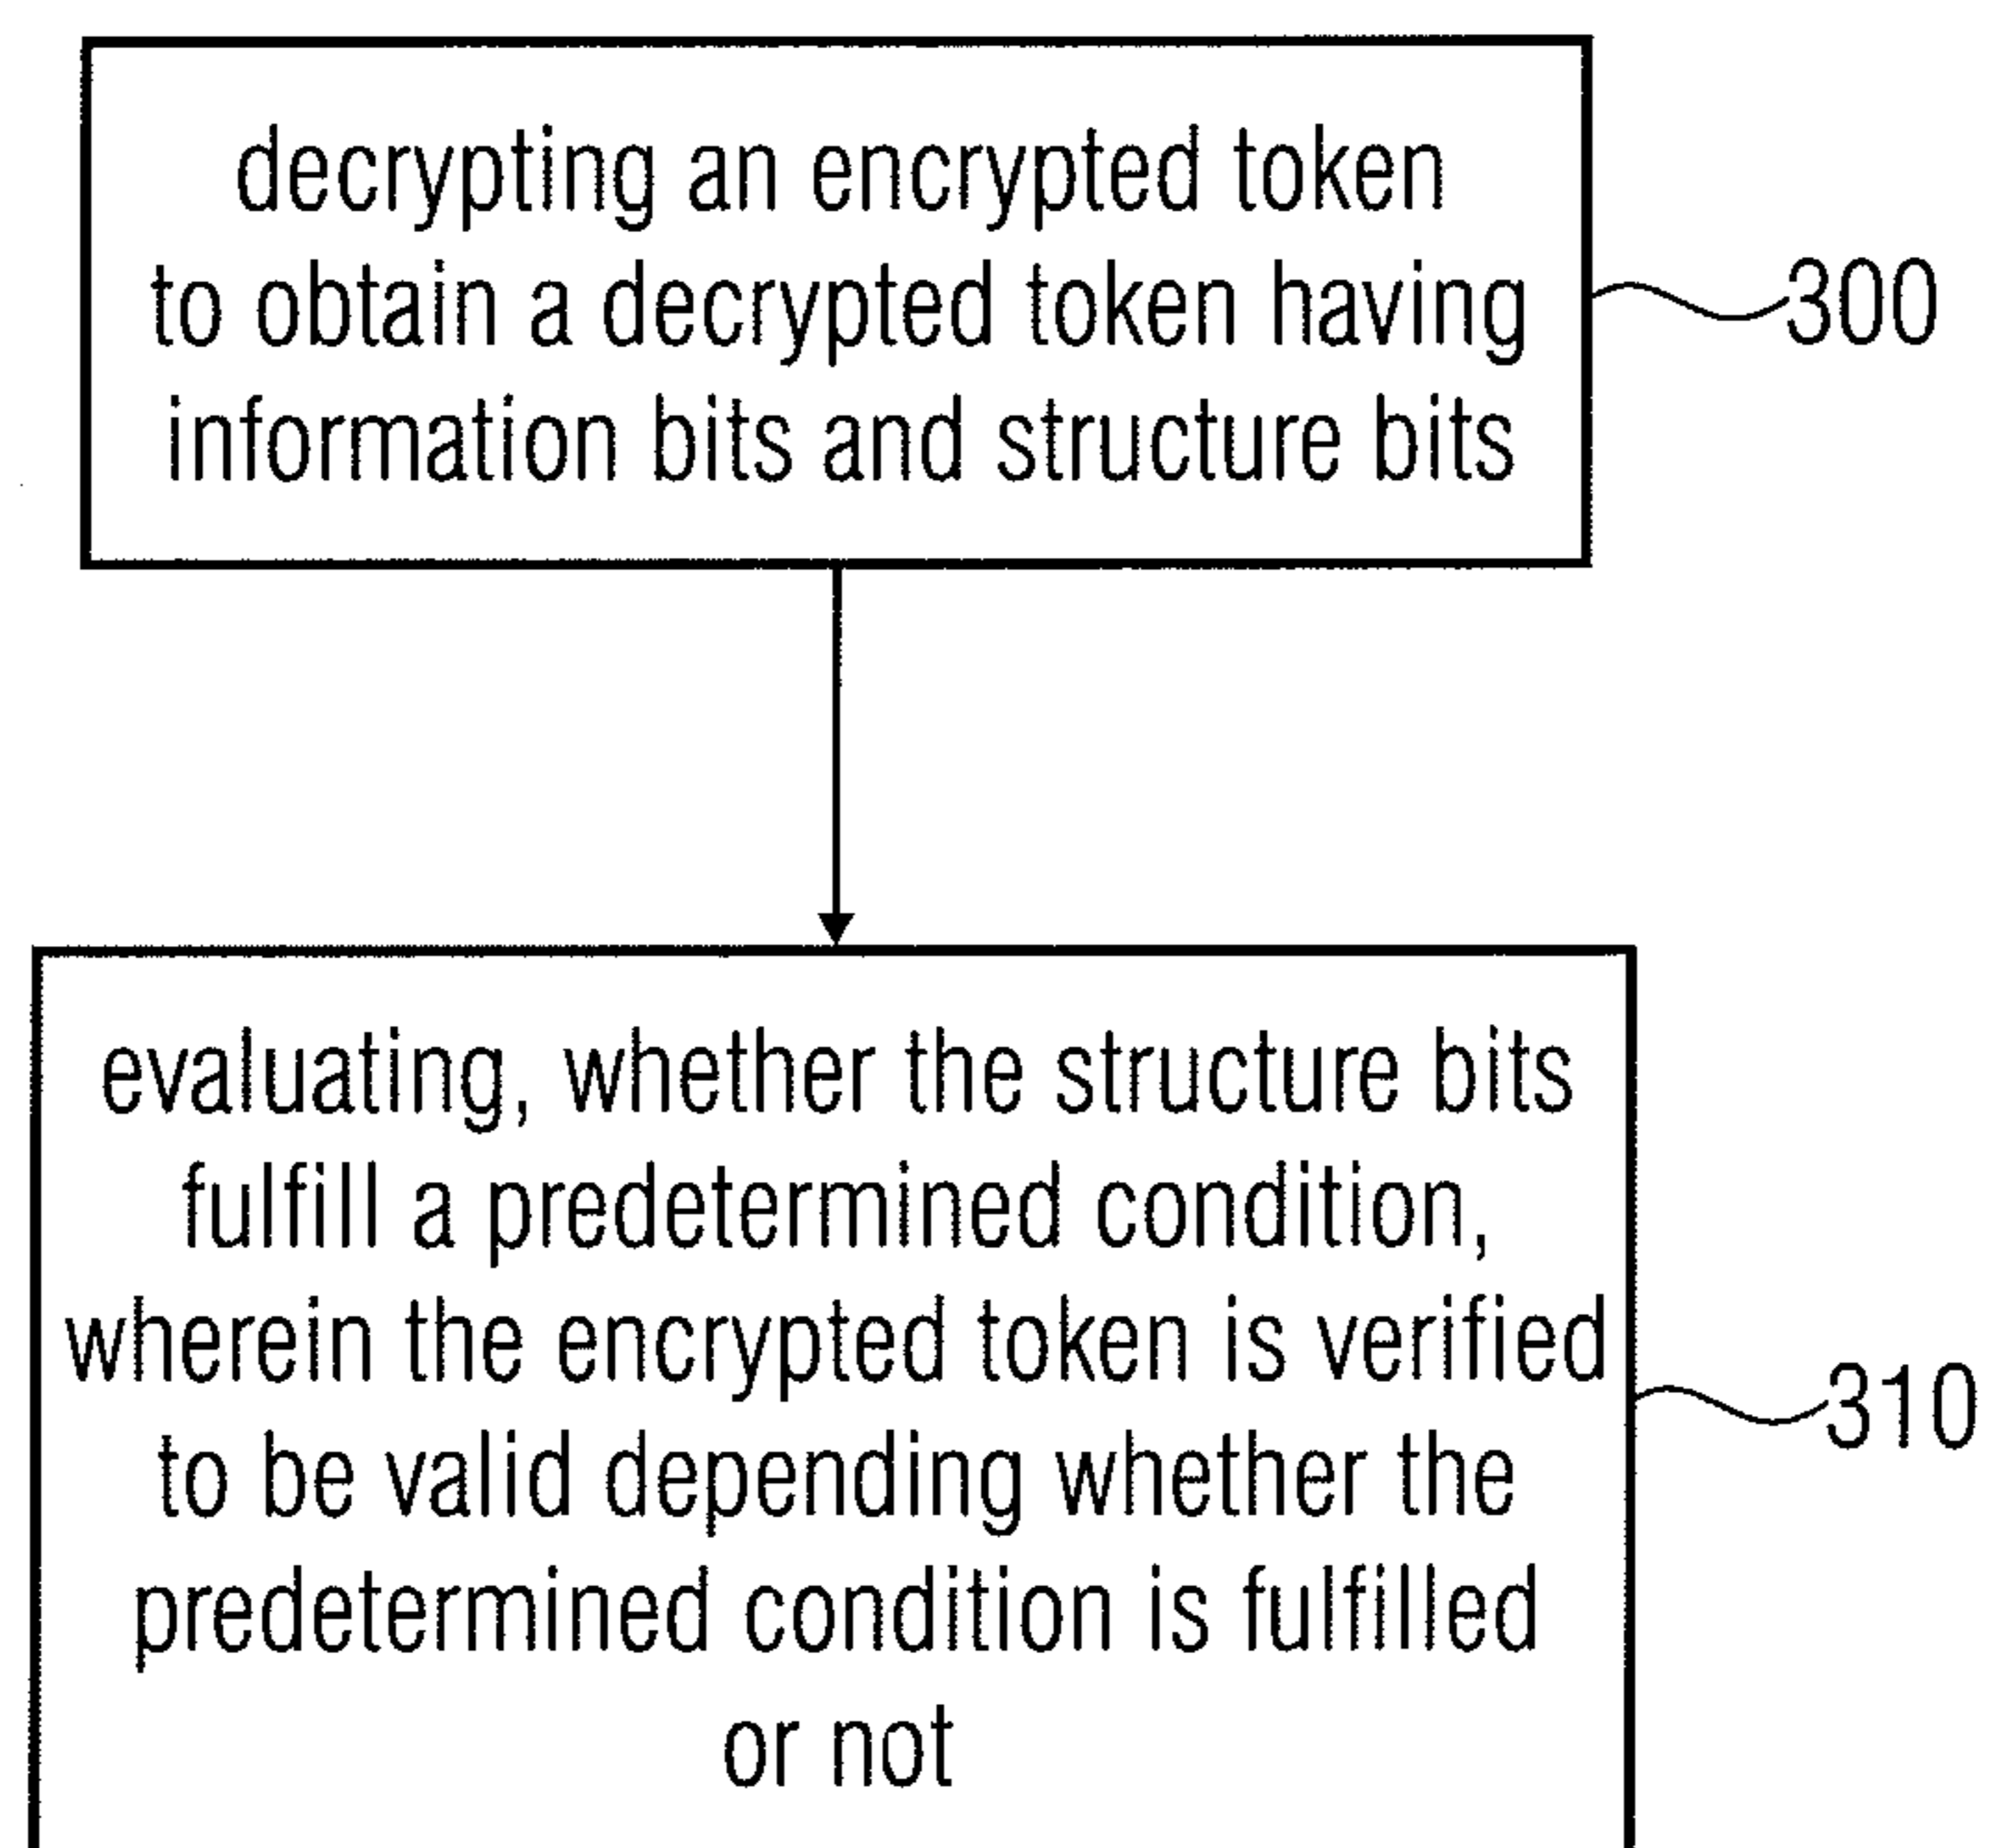 decrypting an encrypted token
to obtain a decrypted token having
information bits and structure bits
300
evaluating, whether the structure bits
fulfill a predetermined condition,
wherein the encrypted token is verified
to be valid depending whether the
predetermined condition is fulfilled
or not
310